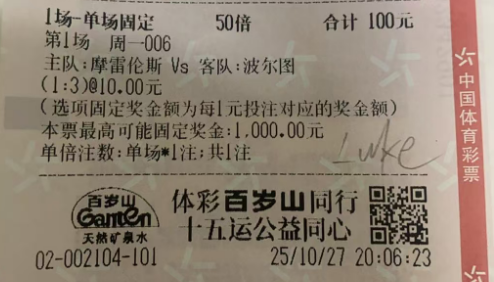 1场-单场固定 50倍 合计 100元
第1场 周一-006
主队:摩雷伦斯 Vs 客队:波尔图
(1:3)@10.00元
(选项固定奖金额为每1元投注对应的奖金额)
本票最高可能固定奖金:1,000.00元
单倍注数:单场*1注;共1注
Luke
中国体育彩票
百岁山
Ganten
天然矿泉水
体彩百岁山同行
十五运公益同心
02-002104-101 25/10/27 20:06:23